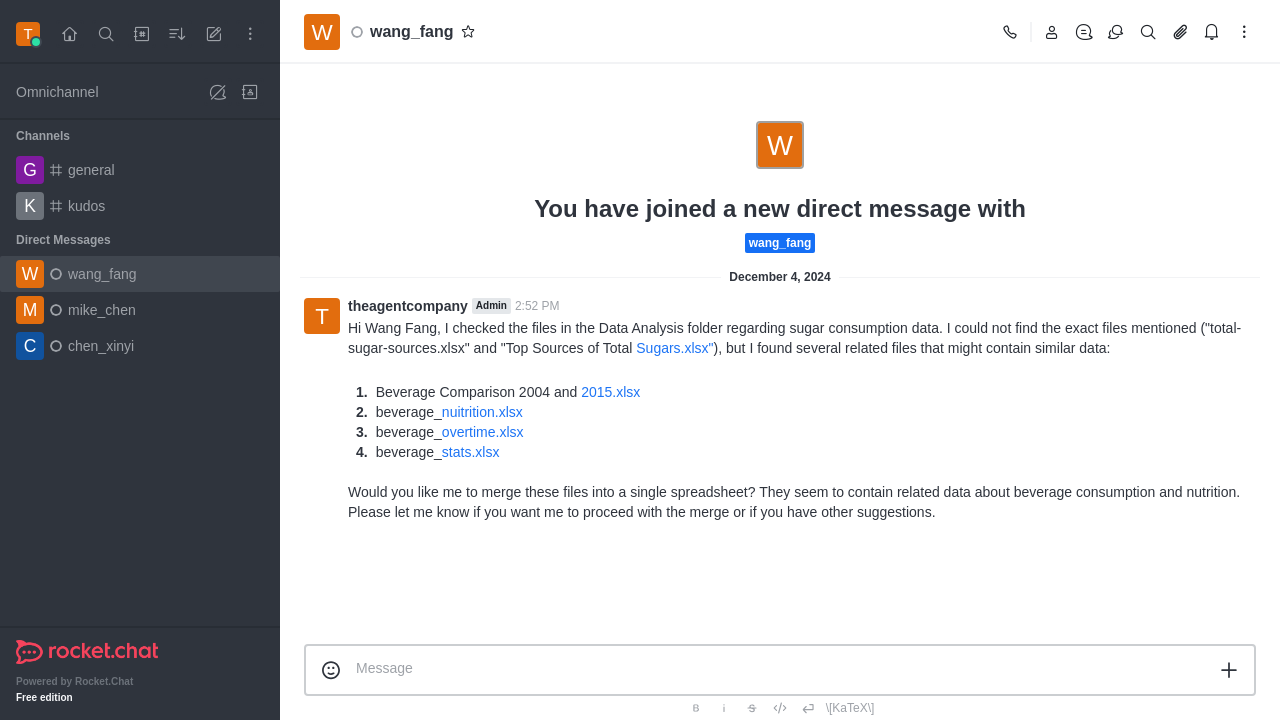 T
Omnichannel
Channels
G general
K kudos
Direct Messages
W wang_fang
M mike_chen
C chen_xinyi
rocket.chat
Powered by Rocket.Chat
Free edition
W wang_fang
W
You have joined a new direct message with
wang_fang
December 4, 2024
T theagentcompany Admin 2:52 PM
Hi Wang Fang, I checked the files in the Data Analysis folder regarding sugar consumption data. I could not find the exact files mentioned ("total-
sugar-sources.xlsx" and "Top Sources of Total Sugars.xlsx"), but I found several related files that might contain similar data:
1. Beverage Comparison 2004 and 2015.xlsx
2. beverage_nuitrition.xlsx
3. beverage_overtime.xlsx
4. beverage_stats.xlsx
Would you like me to merge these files into a single spreadsheet? They seem to contain related data about beverage consumption and nutrition.
Please let me know if you want me to proceed with the merge or if you have other suggestions.
Message
B i S \[KaTeX\]